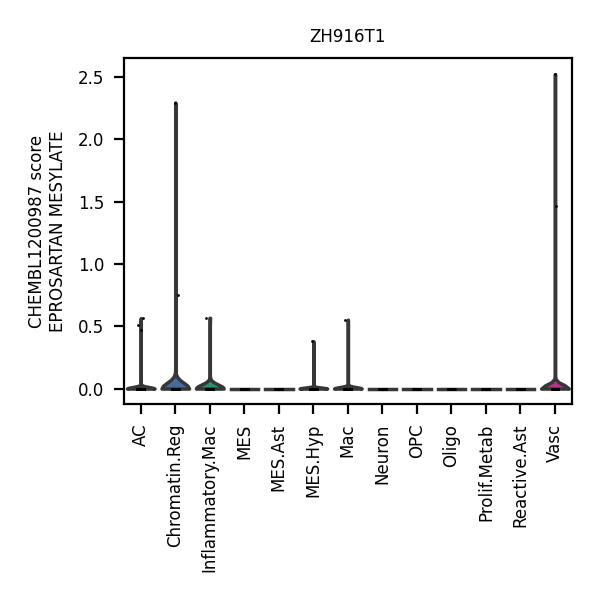 ZH916T1
CHEMBL1200987 score
EPROSARTAN MESYLATE
2.5
2.0
1.5
1.0
0.5
0.0
AC
Chromatin.Reg
Inflammatory.Mac
MES
MES.Ast
MES.Hyp
Mac
Neuron
OPC
Oligo
Prolif.Metab
Reactive.Ast
Vasc